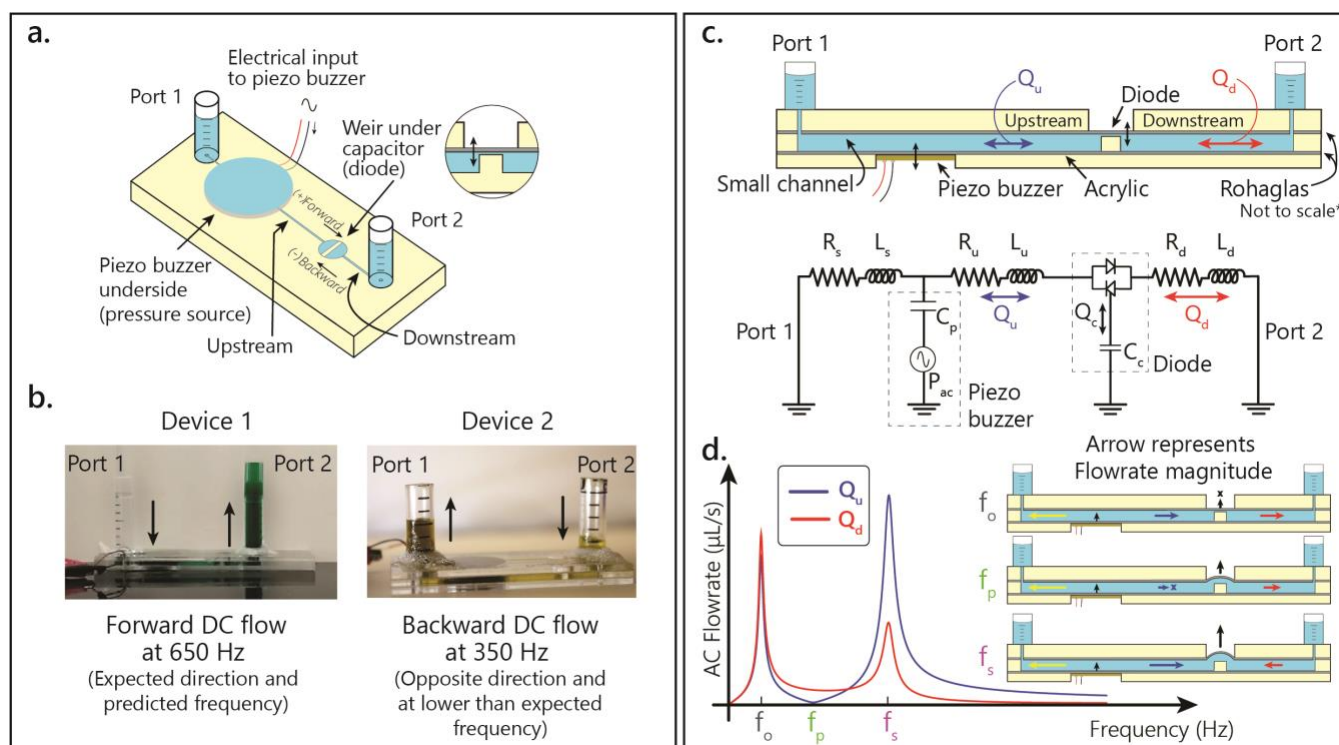 a.
Electrical input
to piezo buzzer
Port 1
Weir under
capacitor
(diode)
(+)Forward
Port 2
(-)Backward
Piezo buzzer
underside
(pressure source)
Upstream
Downstream
b.
Device 1
Device 2
Port 1
Port 2
Port 1
Port 2
Forward DC flow
at 650 Hz
(Expected direction and
predicted frequency)
Backward DC flow
at 350 Hz
(Opposite direction and
at lower than expected
frequency)
c.
Port 1
Port 2
Qu
Diode
Qd
Upstream
Downstream
Small channel
Piezo buzzer
Acrylic
Rohaglas
Not to scale*
Rs
Ls
Ru
Lu
Rd
Ld
Port 1
Cp
Qu
Qc
Qd
Port 2
Pac
Cc
Diode
Piezo
buzzer
d.
Arrow represents
Flowrate magnitude
AC Flowrate (μL/s)
Qu
Qd
fo
x
fp
x
fs
fo
fp
fs
Frequency (Hz)